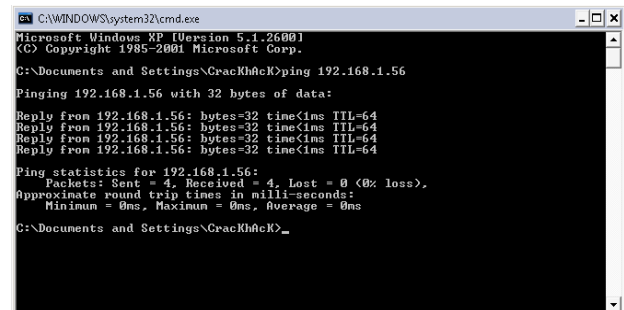 C:\WINDOWS\system32\cmd.exe
Microsoft Windows XP [Version 5.1.2600]
(C) Copyright 1985-2001 Microsoft Corp.
C:\Documents and Settings\CracKhAcK>ping 192.168.1.56
Pinging 192.168.1.56 with 32 bytes of data:
Reply from 192.168.1.56: bytes=32 time<1ms TTL=64
Reply from 192.168.1.56: bytes=32 time<1ms TTL=64
Reply from 192.168.1.56: bytes=32 time<1ms TTL=64
Reply from 192.168.1.56: bytes=32 time<1ms TTL=64
Ping statistics for 192.168.1.56:
Packets: Sent = 4, Received = 4, Lost = 0 (0% loss),
Approximate round trip times in milli-seconds:
Minimum = 0ms, Maximum = 0ms, Average = 0ms
C:\Documents and Settings\CracKhAcK>_